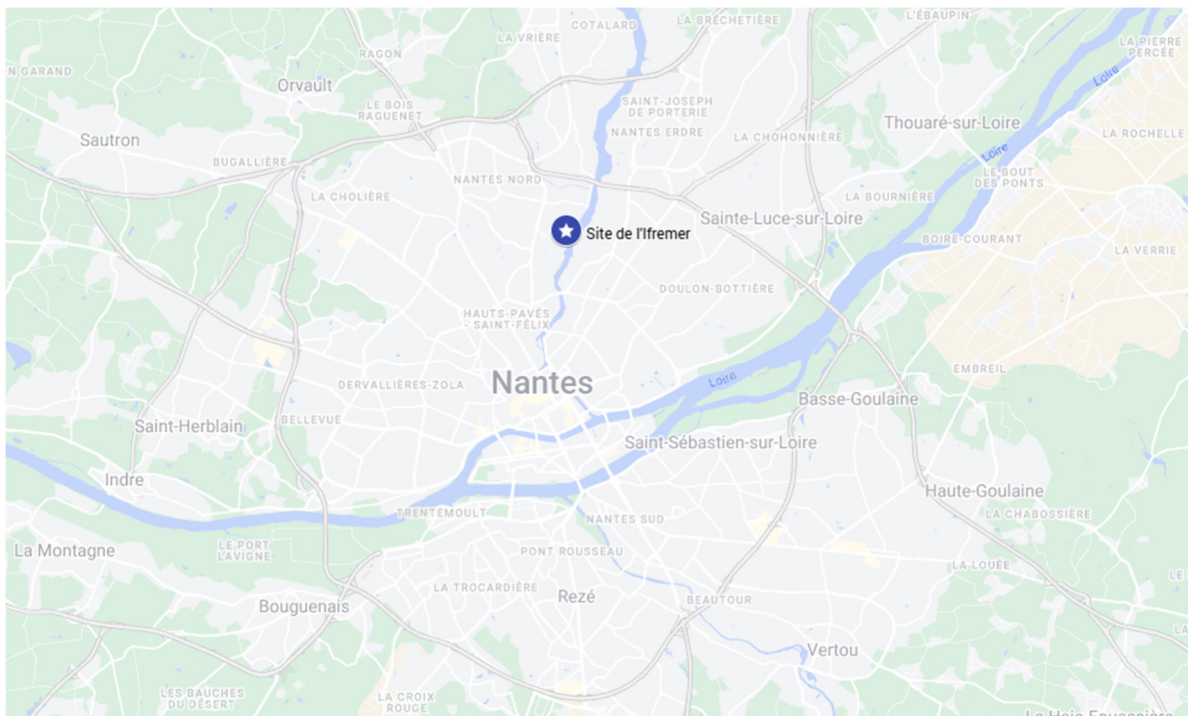 COTALARD
LA BRÉCHETIÈRE
L'ÉBAUPIN
LA VRIÈRE
LA PIERRE
PERCÉE
RAGON
N GARAND
Orvault
Loire
LE BOIS
RAGUENET
SAINT-JOSEPH
DE PORTERIE
Thouaré-sur-Loire
Sautron
NANTES ERDRE
LA CHOHONNIÈRE
LA ROCHELLE
BUGALLIÈRE
Loire
NANTES NORD
LE BOUT
DES PONTS
LA CHOLIÈRE
LA BOURNIÈRE
Sainte-Luce-sur-Loire
Site de l'Ifremer
BOIRE-COURANT
LA VERRIE
DOULON-BOTTIÈRE
HAUTS-PAVÉS
- SAINT-FÉLIX
EMBREIL
Nantes
Loire
DERVALLIÈRES-ZOLA
Basse-Goulaine
BELLEVUE
Saint-Herblain
Saint-Sébastien-sur-Loire
Indre
Haute-Goulaine
TRENTEMOULT
LA CHABOSSIÈRE
NANTES SUD
LE PORT
LAVIGNE
La Montagne
PONT ROUSSEAU
LA LOUÉE
LE
LA TROCARDIÈRE
Rezé
BEAUTOUR
Bouguenais
LA
Vertou
LES BAUCHES
DU DÉSERT
LA CROIX
ROUGE
La Haie-Fouassière